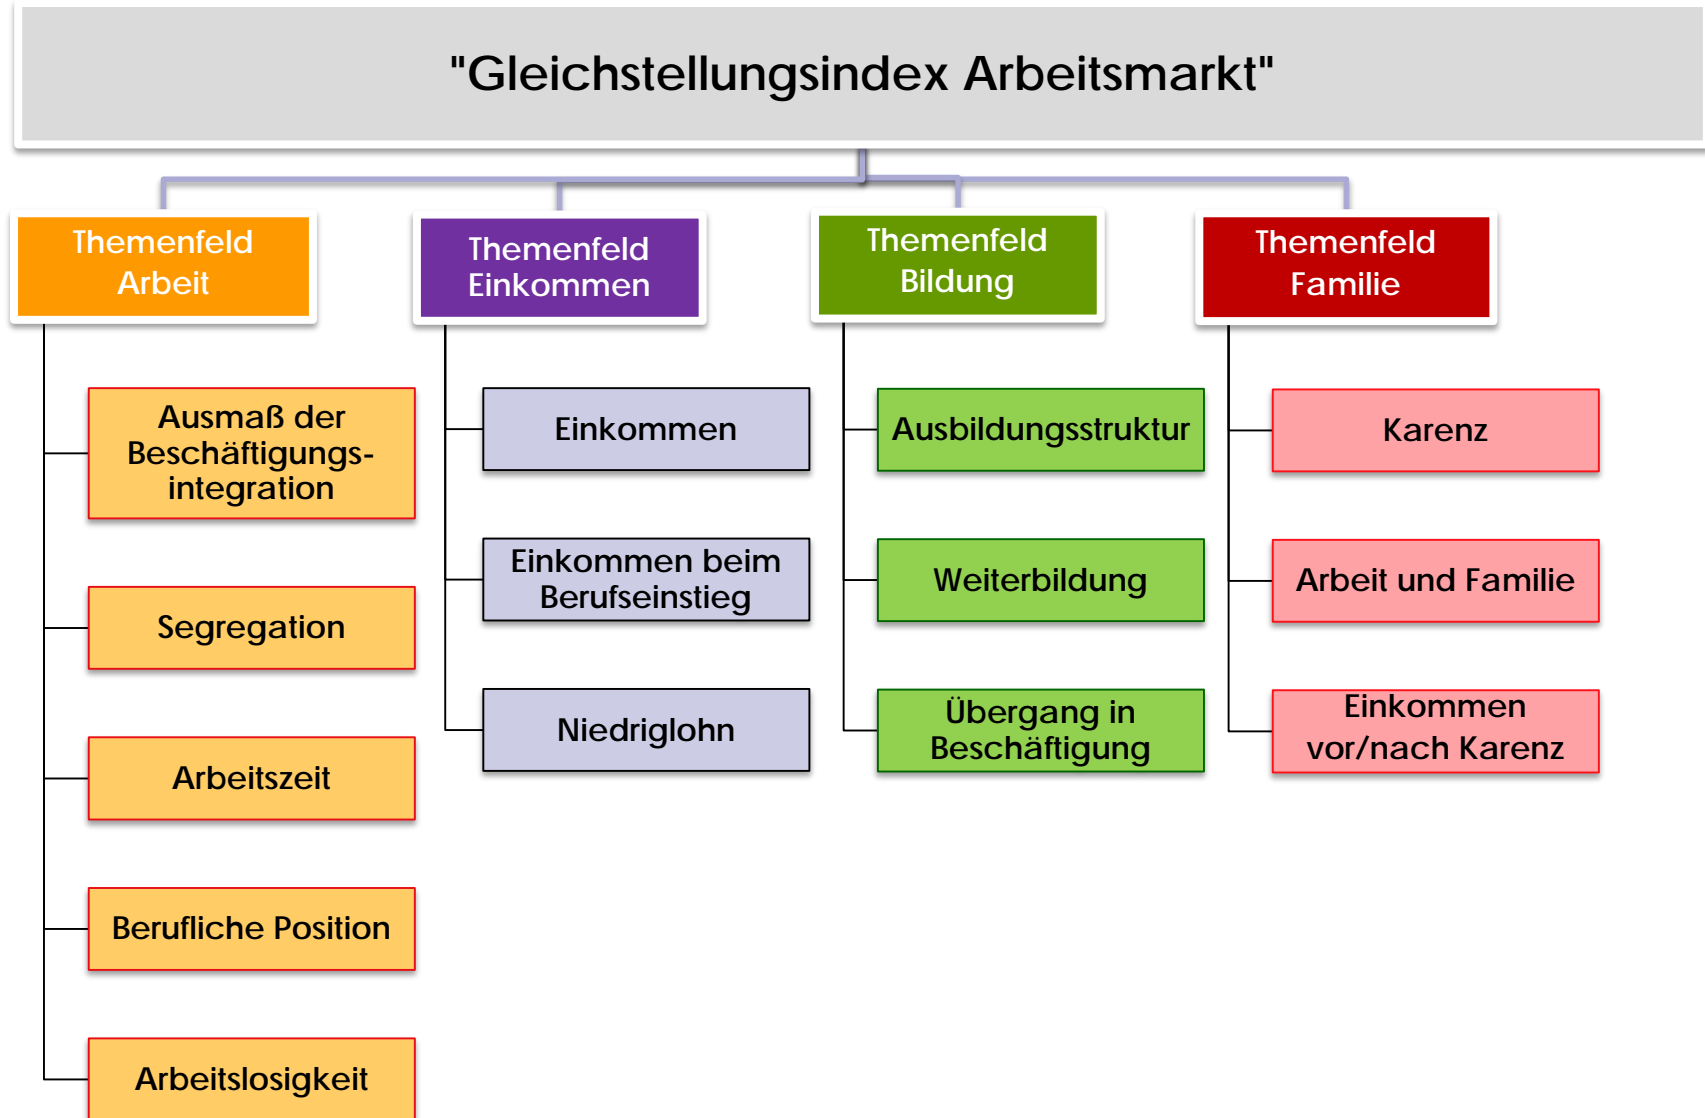 "Gleichstellungsindex Arbeitsmarkt"
Themenfeld
Arbeit
Ausmaß der
Beschäftigungs-
integration
Segregation
Arbeitszeit
Berufliche Position
Arbeitslosigkeit
Themenfeld
Einkommen
Einkommen
Einkommen beim
Berufseinstieg
Niedriglohn
Themenfeld
Bildung
Ausbildungsstruktur
Weiterbildung
Übergang in
Beschäftigung
Themenfeld
Familie
Karenz
Arbeit und Familie
Einkommen
vor/nach Karenz